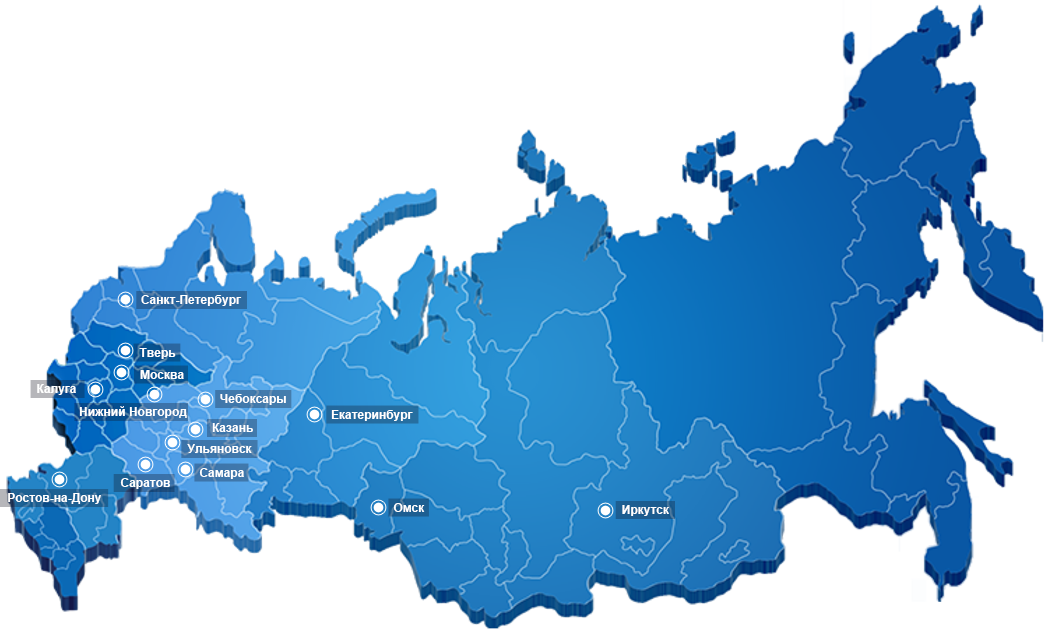 Санкт-Петербург
Тверь
Москва
Калуга
Чебоксары
Нижний Новгород
Екатеринбург
Казань
Ульяновск
Самара
Саратов
Ростов-на-Дону
Омск
Иркутск